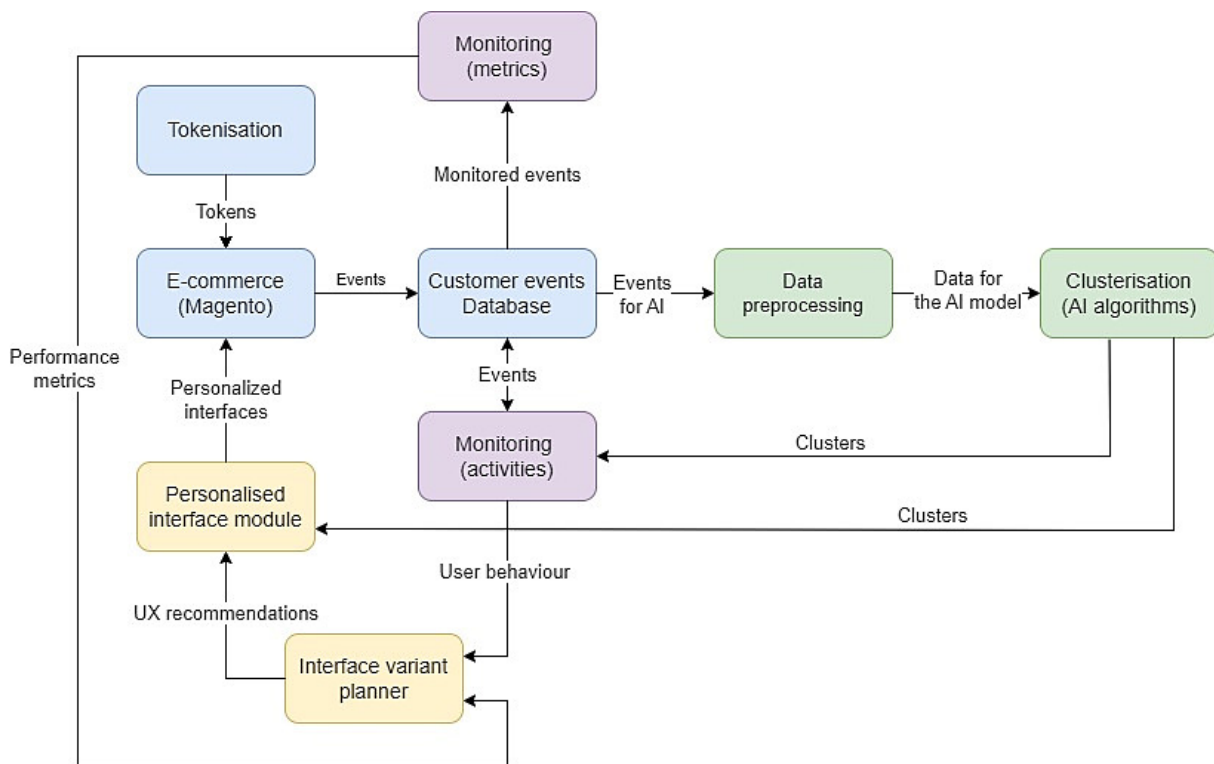 Monitoring
(metrics)
Tokenisation
Monitored events
Tokens
E-commerce
(Magento)
Events
Customer events
Database
Events
for AI
Data
preprocessing
Data for
the AI model
Clusterisation
(AI algorithms)
Performance
metrics
Personalized
interfaces
Events
Monitoring
(activities)
Clusters
Personalised
interface module
Clusters
User behaviour
UX recommendations
Interface variant
planner